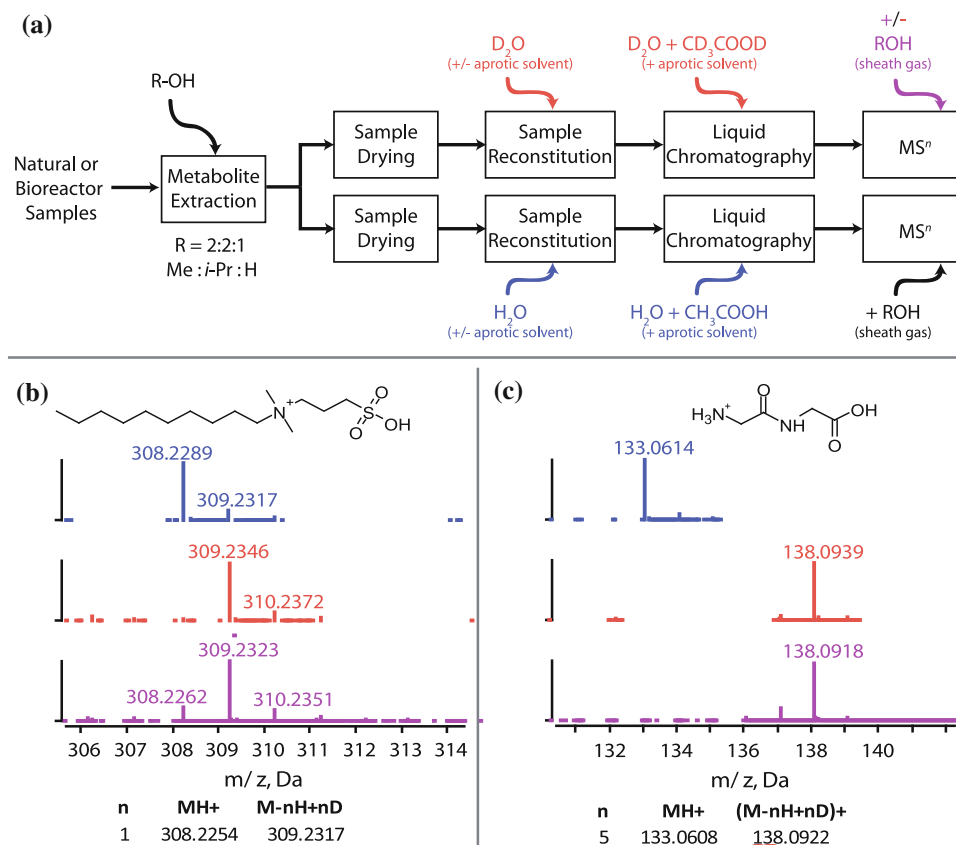 (a)
+/-
D2O
(+/- aprotic solvent)
D2O + CD3COOD
(+ aprotic solvent)
ROH
(sheath gas)
R-OH
Natural or
Bioreactor
Samples
Metabolite
Extraction
R = 2:2:1
Me : i-Pr : H
Sample
Drying
Sample
Reconstitution
Liquid
Chromatography
MSn
Sample
Drying
Sample
Reconstitution
Liquid
Chromatography
MSn
H2O
(+/- aprotic solvent)
H2O + CH3COOH
(+ aprotic solvent)
+ ROH
(sheath gas)
(b)
N+
O
S
O
OH
308.2289
309.2317
309.2346
310.2372
309.2323
308.2262
310.2351
306 307 308 309 310 311 312 313 314
m/ z, Da
n MH+ M-nH+nD
1 308.2254 309.2317
(c)
H3N+
O
NH
O
OH
133.0614
138.0939
138.0918
132 134 136 138 140
m/ z, Da
n MH+ (M-nH+nD)+
5 133.0608 138.0922